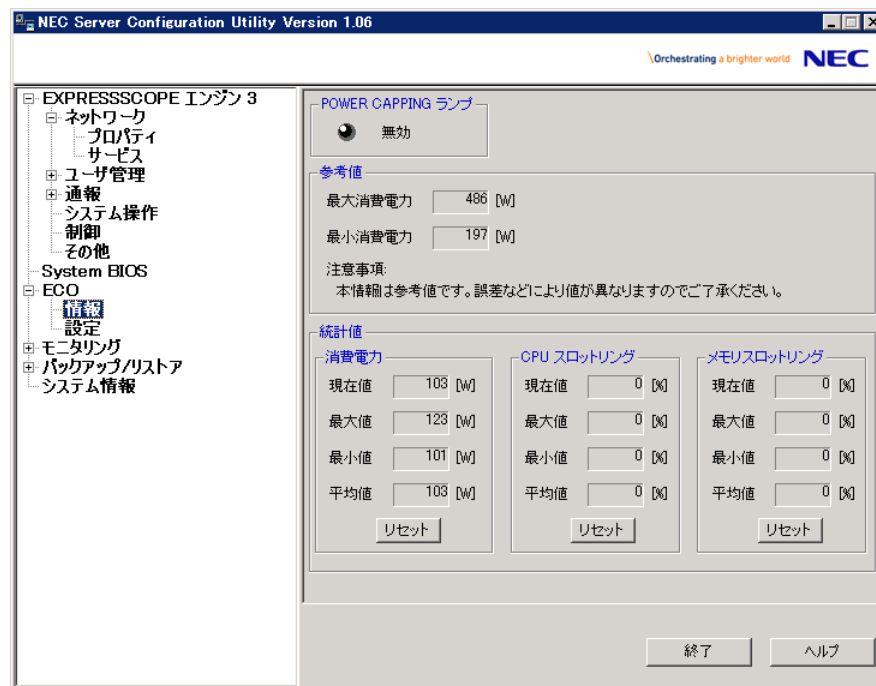 NEC Server Configuration Utility Version 1.06
\Orchestrating a brighter world NEC
EXPRESSSCOPE エンジン 3
ネットワーク
プロパティ
サービス
ユーザ管理
通報
システム操作
制御
その他
System BIOS
ECO
情報
設定
モニタリング
バックアップ/リストア
システム情報
POWER CAPPING ランプ
無効
参考値
最大消費電力 486 [W]
最小消費電力 197 [W]
注意事項:
本情報は参考値です。誤差などにより値が異なりますのでご了承ください。
統計値
消費電力
現在値 103 [W]
最大値 123 [W]
最小値 101 [W]
平均値 103 [W]
リセット
CPU スロットリング
現在値 0 [%]
最大値 0 [%]
最小値 0 [%]
平均値 0 [%]
リセット
メモリスロットリング
現在値 0 [%]
最大値 0 [%]
最小値 0 [%]
平均値 0 [%]
リセット
終了
ヘルプ